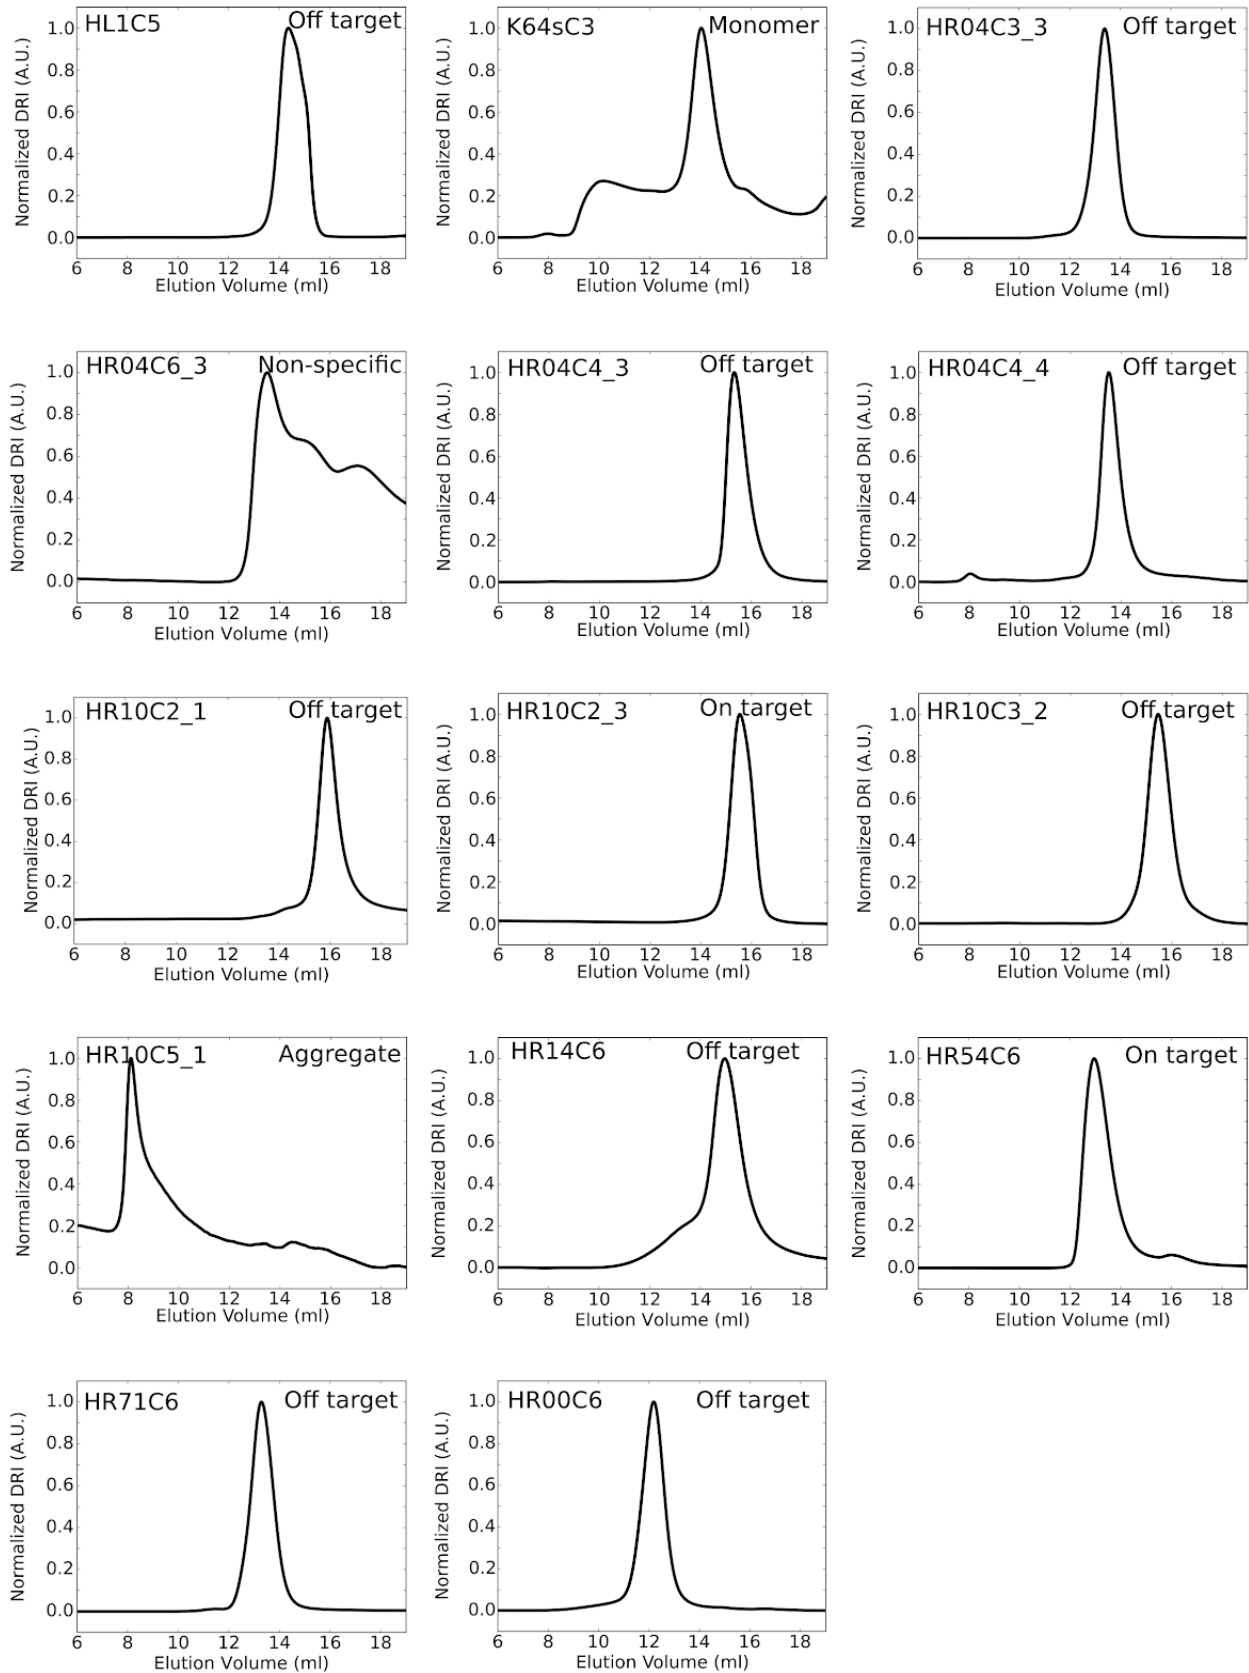 HL1C5 Off target
Normalized DRI (A.U.)
1.0
0.8
0.6
0.4
0.2
0.0
6 8 10 12 14 16 18
Elution Volume (ml)
K64sC3 Monomer
Normalized DRI (A.U.)
1.0
0.8
0.6
0.4
0.2
0.0
6 8 10 12 14 16 18
Elution Volume (ml)
HR04C3_3 Off target
Normalized DRI (A.U.)
1.0
0.8
0.6
0.4
0.2
0.0
6 8 10 12 14 16 18
Elution Volume (ml)
HR04C6_3 Non-specific
Normalized DRI (A.U.)
1.0
0.8
0.6
0.4
0.2
0.0
6 8 10 12 14 16 18
Elution Volume (ml)
HR04C4_3 Off target
Normalized DRI (A.U.)
1.0
0.8
0.6
0.4
0.2
0.0
6 8 10 12 14 16 18
Elution Volume (ml)
HR04C4_4 Off target
Normalized DRI (A.U.)
1.0
0.8
0.6
0.4
0.2
0.0
6 8 10 12 14 16 18
Elution Volume (ml)
HR10C2_1 Off target
Normalized DRI (A.U.)
1.0
0.8
0.6
0.4
0.2
0.0
6 8 10 12 14 16 18
Elution Volume (ml)
HR10C2_3 On target
Normalized DRI (A.U.)
1.0
0.8
0.6
0.4
0.2
0.0
6 8 10 12 14 16 18
Elution Volume (ml)
HR10C3_2 Off target
Normalized DRI (A.U.)
1.0
0.8
0.6
0.4
0.2
0.0
6 8 10 12 14 16 18
Elution Volume (ml)
HR10C5_1 Aggregate
Normalized DRI (A.U.)
1.0
0.8
0.6
0.4
0.2
0.0
6 8 10 12 14 16 18
Elution Volume (ml)
HR14C6 Off target
Normalized DRI (A.U.)
1.0
0.8
0.6
0.4
0.2
0.0
6 8 10 12 14 16 18
Elution Volume (ml)
HR54C6 On target
Normalized DRI (A.U.)
1.0
0.8
0.6
0.4
0.2
0.0
6 8 10 12 14 16 18
Elution Volume (ml)
HR71C6 Off target
Normalized DRI (A.U.)
1.0
0.8
0.6
0.4
0.2
0.0
6 8 10 12 14 16 18
Elution Volume (ml)
HR00C6 Off target
Normalized DRI (A.U.)
1.0
0.8
0.6
0.4
0.2
0.0
6 8 10 12 14 16 18
Elution Volume (ml)